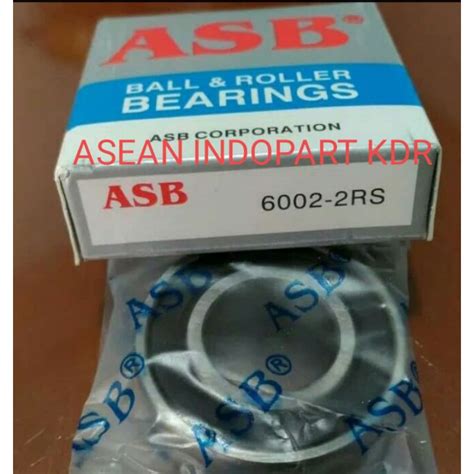 ASB®
BALL & ROLLER
BEARINGS
ASB CORPORATION
ASEAN INDOPART KDR
ASB 6002-2RS
ASB®
ASB®
ASB®
ASB®